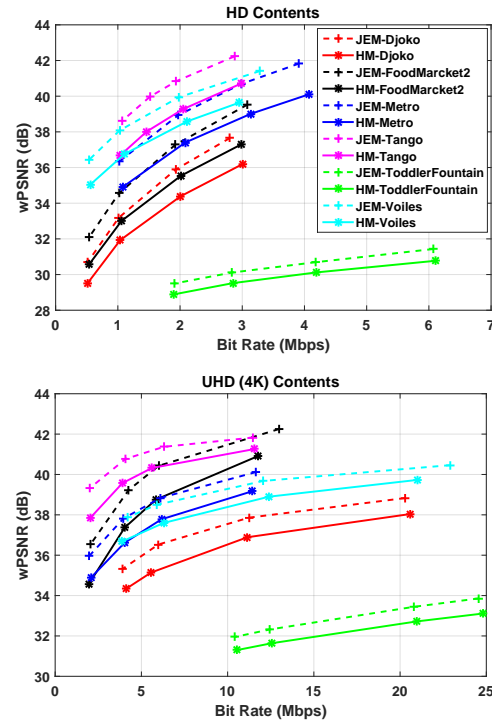 HD Contents
44
42
40
38
36
34
32
30
28
wPSNR (dB)
0 1 2 3 4 5 6 7
Bit Rate (Mbps)
JEM-Djoko
HM-Djoko
JEM-FoodMarcket2
HM-FoodMarcket2
JEM-Metro
HM-Metro
JEM-Tango
HM-Tango
JEM-ToddlerFountain
HM-ToddlerFountain
JEM-Voiles
HM-Voiles
UHD (4K) Contents
44
42
40
38
36
34
32
30
wPSNR (dB)
0 5 10 15 20 25
Bit Rate (Mbps)